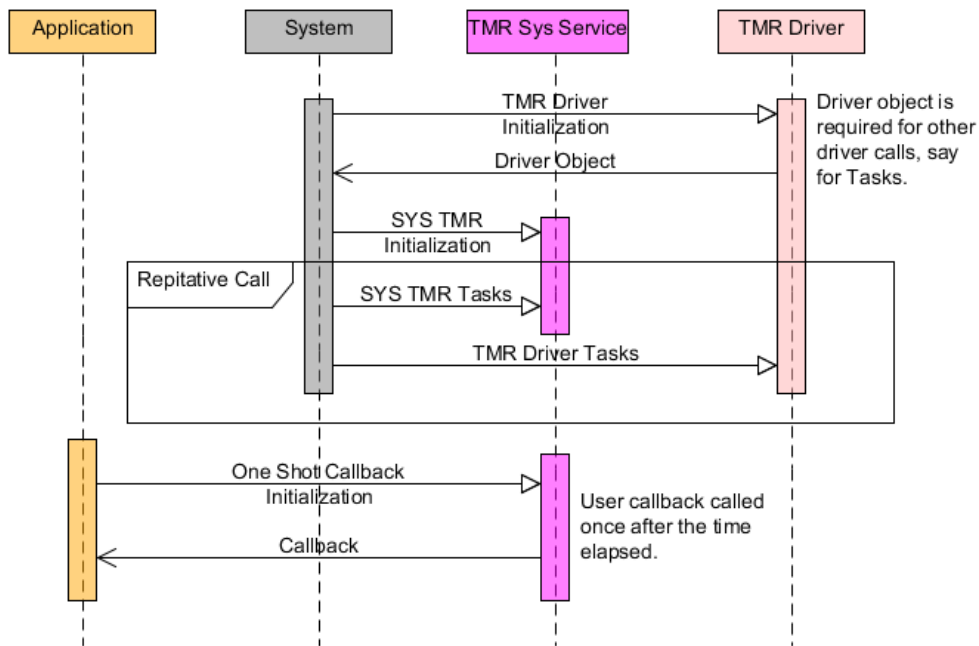 Application
System
TMR Sys Service
TMR Driver
TMR Driver
Initialization
Driver object is
required for other
driver calls, say
for Tasks.
Driver Object
SYS TMR
Initialization
Repitative Call
SYS TMR Tasks
TMR Driver Tasks
One Shot Callback
Initialization
User callback called
once after the time
elapsed.
Callback